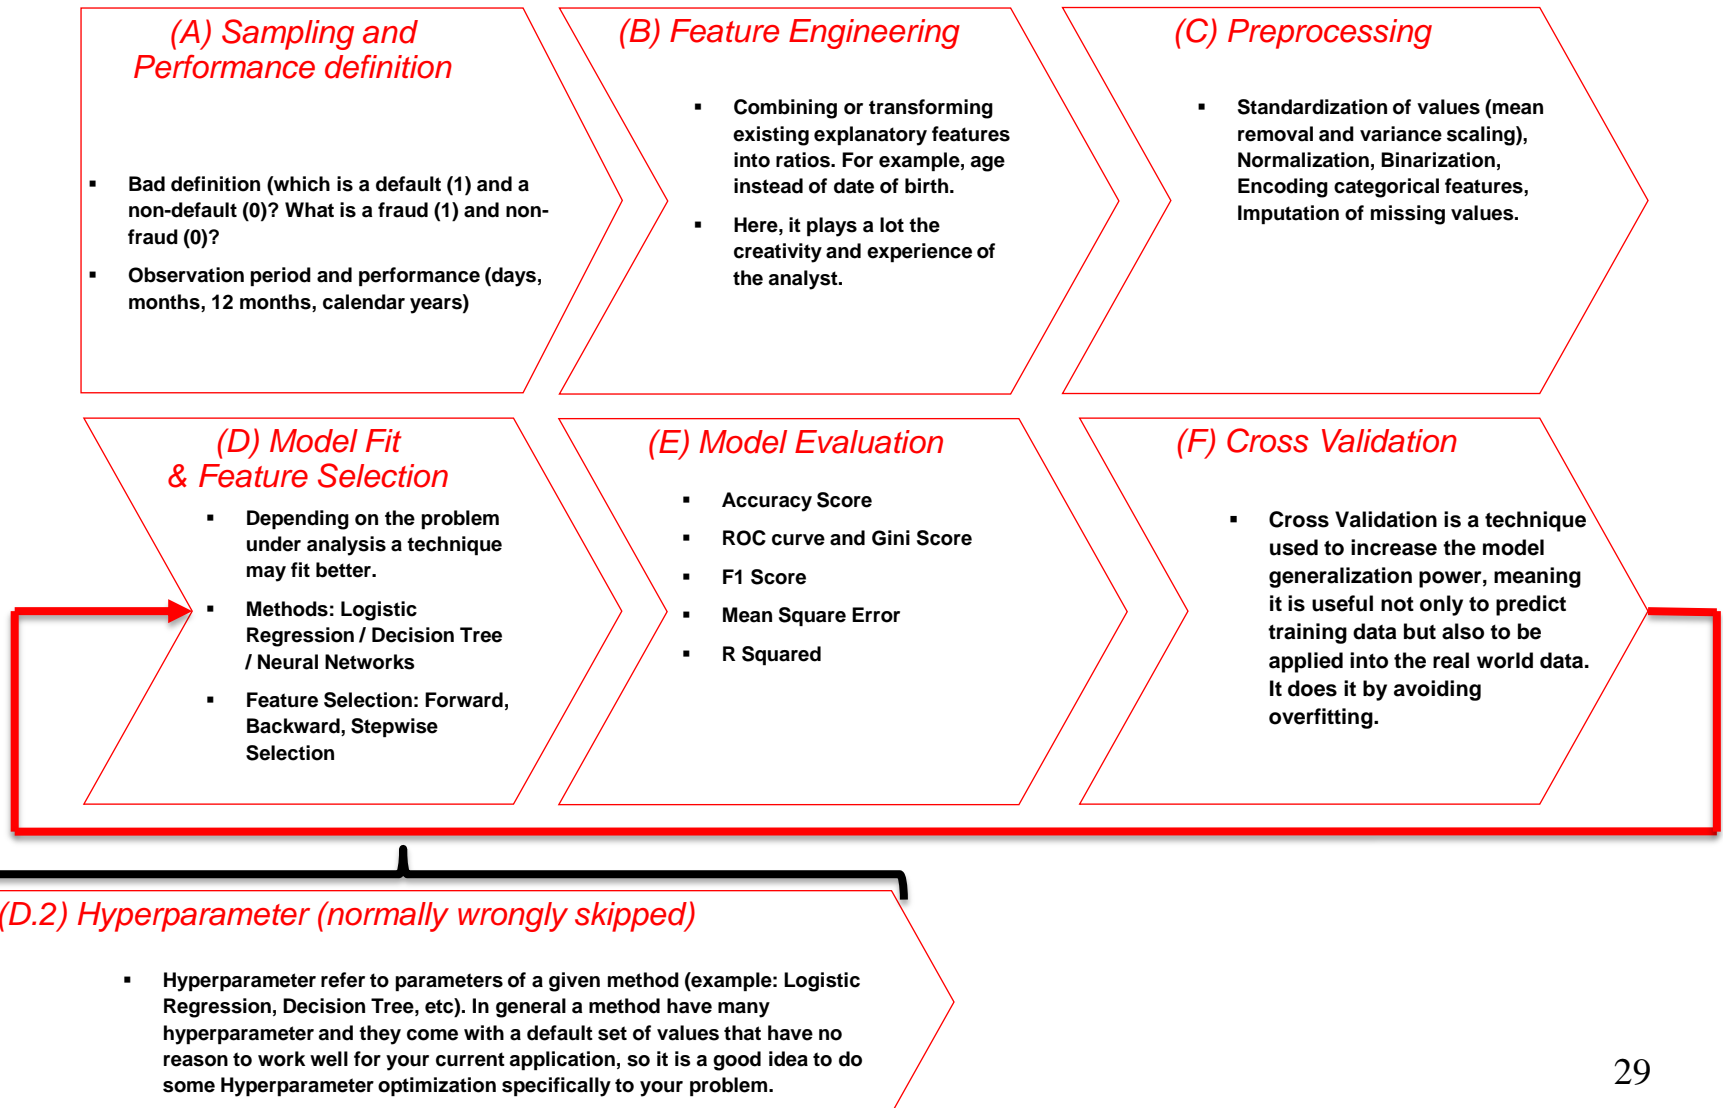 (A) Sampling and
Performance definition
▪ Bad definition (which is a default (1) and a
non-default (0)? What is a fraud (1) and non-
fraud (0)?
▪ Observation period and performance (days,
months, 12 months, calendar years)
(B) Feature Engineering
▪ Combining or transforming
existing explanatory features
into ratios. For example, age
instead of date of birth.
▪ Here, it plays a lot the
creativity and experience of
the analyst.
(C) Preprocessing
▪ Standardization of values (mean
removal and variance scaling),
Normalization, Binarization,
Encoding categorical features,
Imputation of missing values.
(D) Model Fit
& Feature Selection
▪ Depending on the problem
under analysis a technique
may fit better.
▪ Methods: Logistic
Regression / Decision Tree
/ Neural Networks
▪ Feature Selection: Forward,
Backward, Stepwise
Selection
(E) Model Evaluation
▪ Accuracy Score
▪ ROC curve and Gini Score
▪ F1 Score
▪ Mean Square Error
▪ R Squared
(F) Cross Validation
▪ Cross Validation is a technique
used to increase the model
generalization power, meaning
it is useful not only to predict
training data but also to be
applied into the real world data.
It does it by avoiding
overfitting.
(D.2) Hyperparameter (normally wrongly skipped)
▪ Hyperparameter refer to parameters of a given method (example: Logistic
Regression, Decision Tree, etc). In general a method have many
hyperparameter and they come with a default set of values that have no
reason to work well for your current application, so it is a good idea to do
some Hyperparameter optimization specifically to your problem.
29